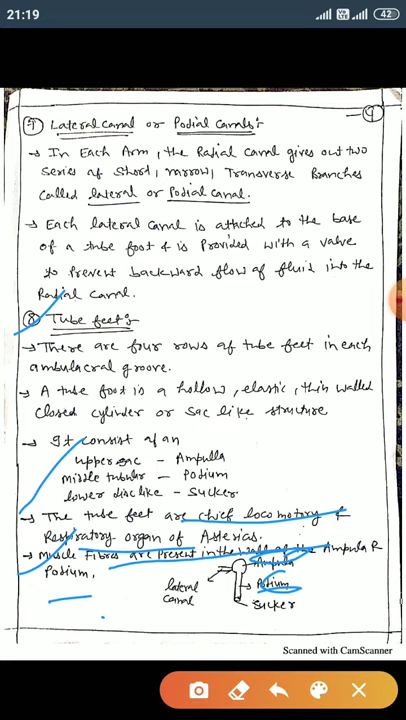 21:19
Vo LTE
42
- 4
7 Lateral Canal or Podial Canals:-
→ In Each Arm, the Radial Canal gives out two
series of Short, narrow, Transverse Branches
Called lateral or Podial Canal.
→ Each lateral Canal is attached to the base
of a tube foot & is Provided with a valve
to prevent backward flow of fluid into the
Radial Canal.
8 Tube feet:-
→ There are four rows of tube feet in each
ambulacral groove.
→ A tube foot is a hollow, elastic, thin walled
closed cylinder or sac like structure
→ It consist of an
upper sac - Ampulla
middle tubular - Podium
lower disc like - Sucker
→ The tube feet are chief locomotory &
Respiratory organ of Asterias.
→ Muscle Fibres are Present in the wall of the Ampula &
Podium.
Ampula
lateral canal
Podium
Sucker
Scanned with CamScanner